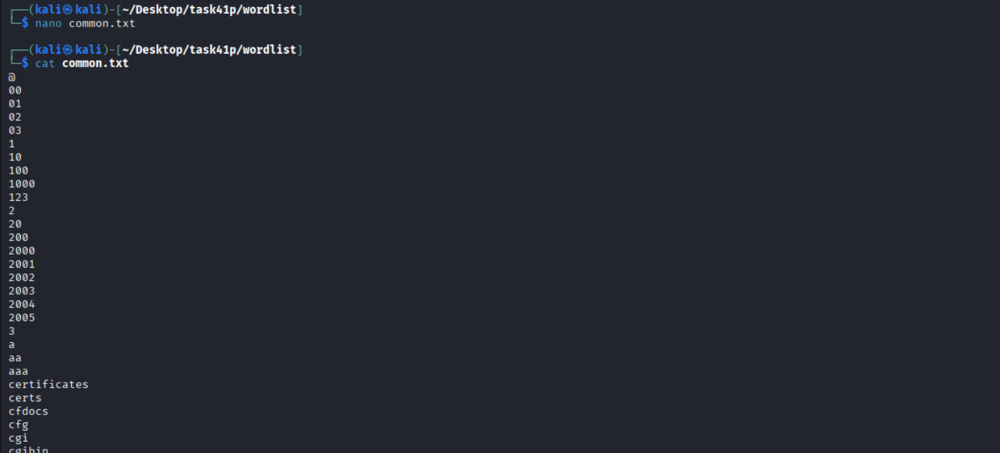 ┌──(kali㉿kali)-[~/Desktop/task41p/wordlist]
└─$ nano common.txt
┌──(kali㉿kali)-[~/Desktop/task41p/wordlist]
└─$ cat common.txt
@
00
01
02
03
1
10
100
1000
123
2
20
200
2000
2001
2002
2003
2004
2005
3
a
aa
aaa
certificates
certs
cfdocs
cfg
cgi
cgibin